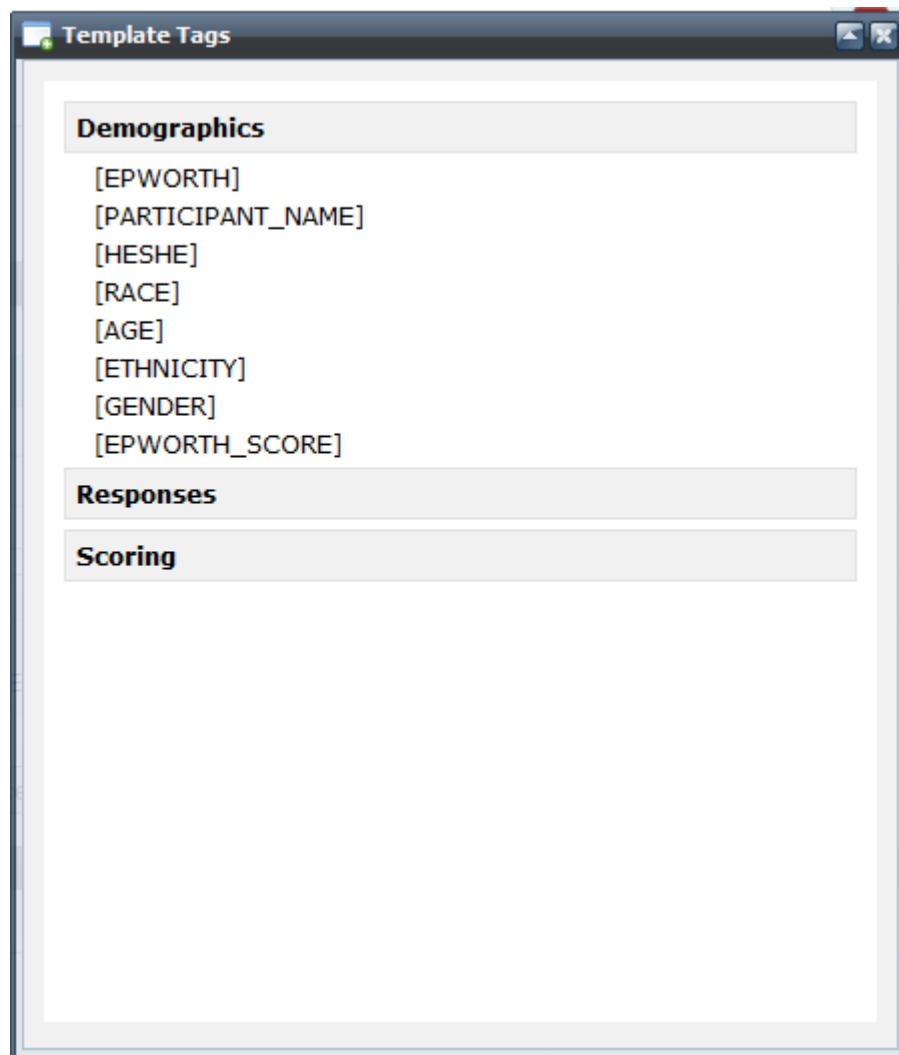 Template Tags
Demographics
[EPWORTH]
[PARTICIPANT_NAME]
[HESHE]
[RACE]
[AGE]
[ETHNICITY]
[GENDER]
[EPWORTH_SCORE]
Responses
Scoring